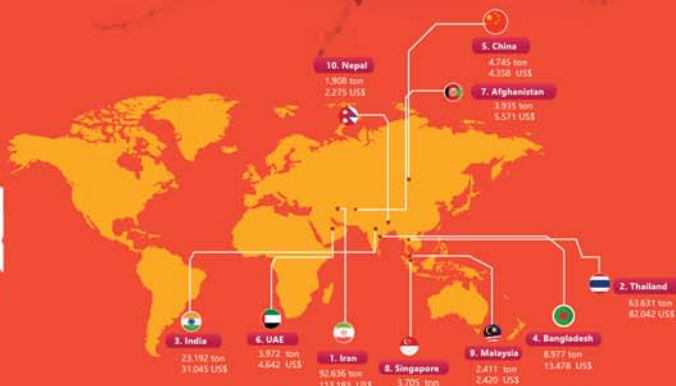 5. China
4.745 ton
4.358 US$
10. Nepal
1.908 ton
2.275 US$
7. Afghanistan
3.935 ton
5.571 US$
2. Thailand
63.631 ton
82.042 US$
3. India
23.192 ton
31.045 US$
6. UAE
3.972 ton
4.642 US$
1. Iran
92.636 ton
8. Singapore
3.705 ton
9. Malaysia
2.411 ton
2.420 US$
4. Bangladesh
8.977 ton
13.478 US$